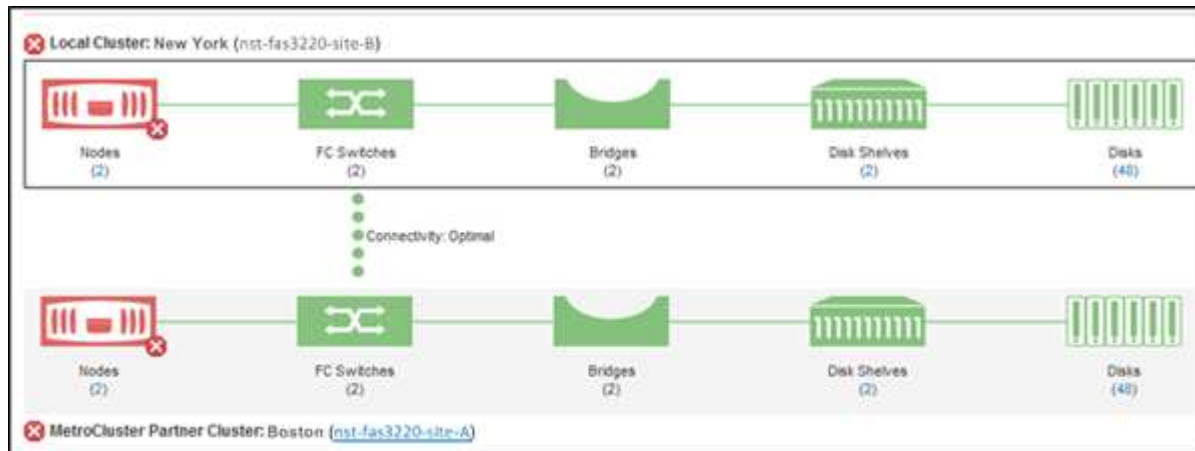 Local Cluster: New York (nst-fas3220-site-B)
Nodes FC Switches Bridges Disk Shelves Disks
(2) (2) (2) (2) (48)
Connectivity: Optimal
Nodes FC Switches Bridges Disk Shelves Disks
(2) (2) (2) (2) (48)
MetroCluster Partner Cluster: Boston (nst-fas3220-site-A)